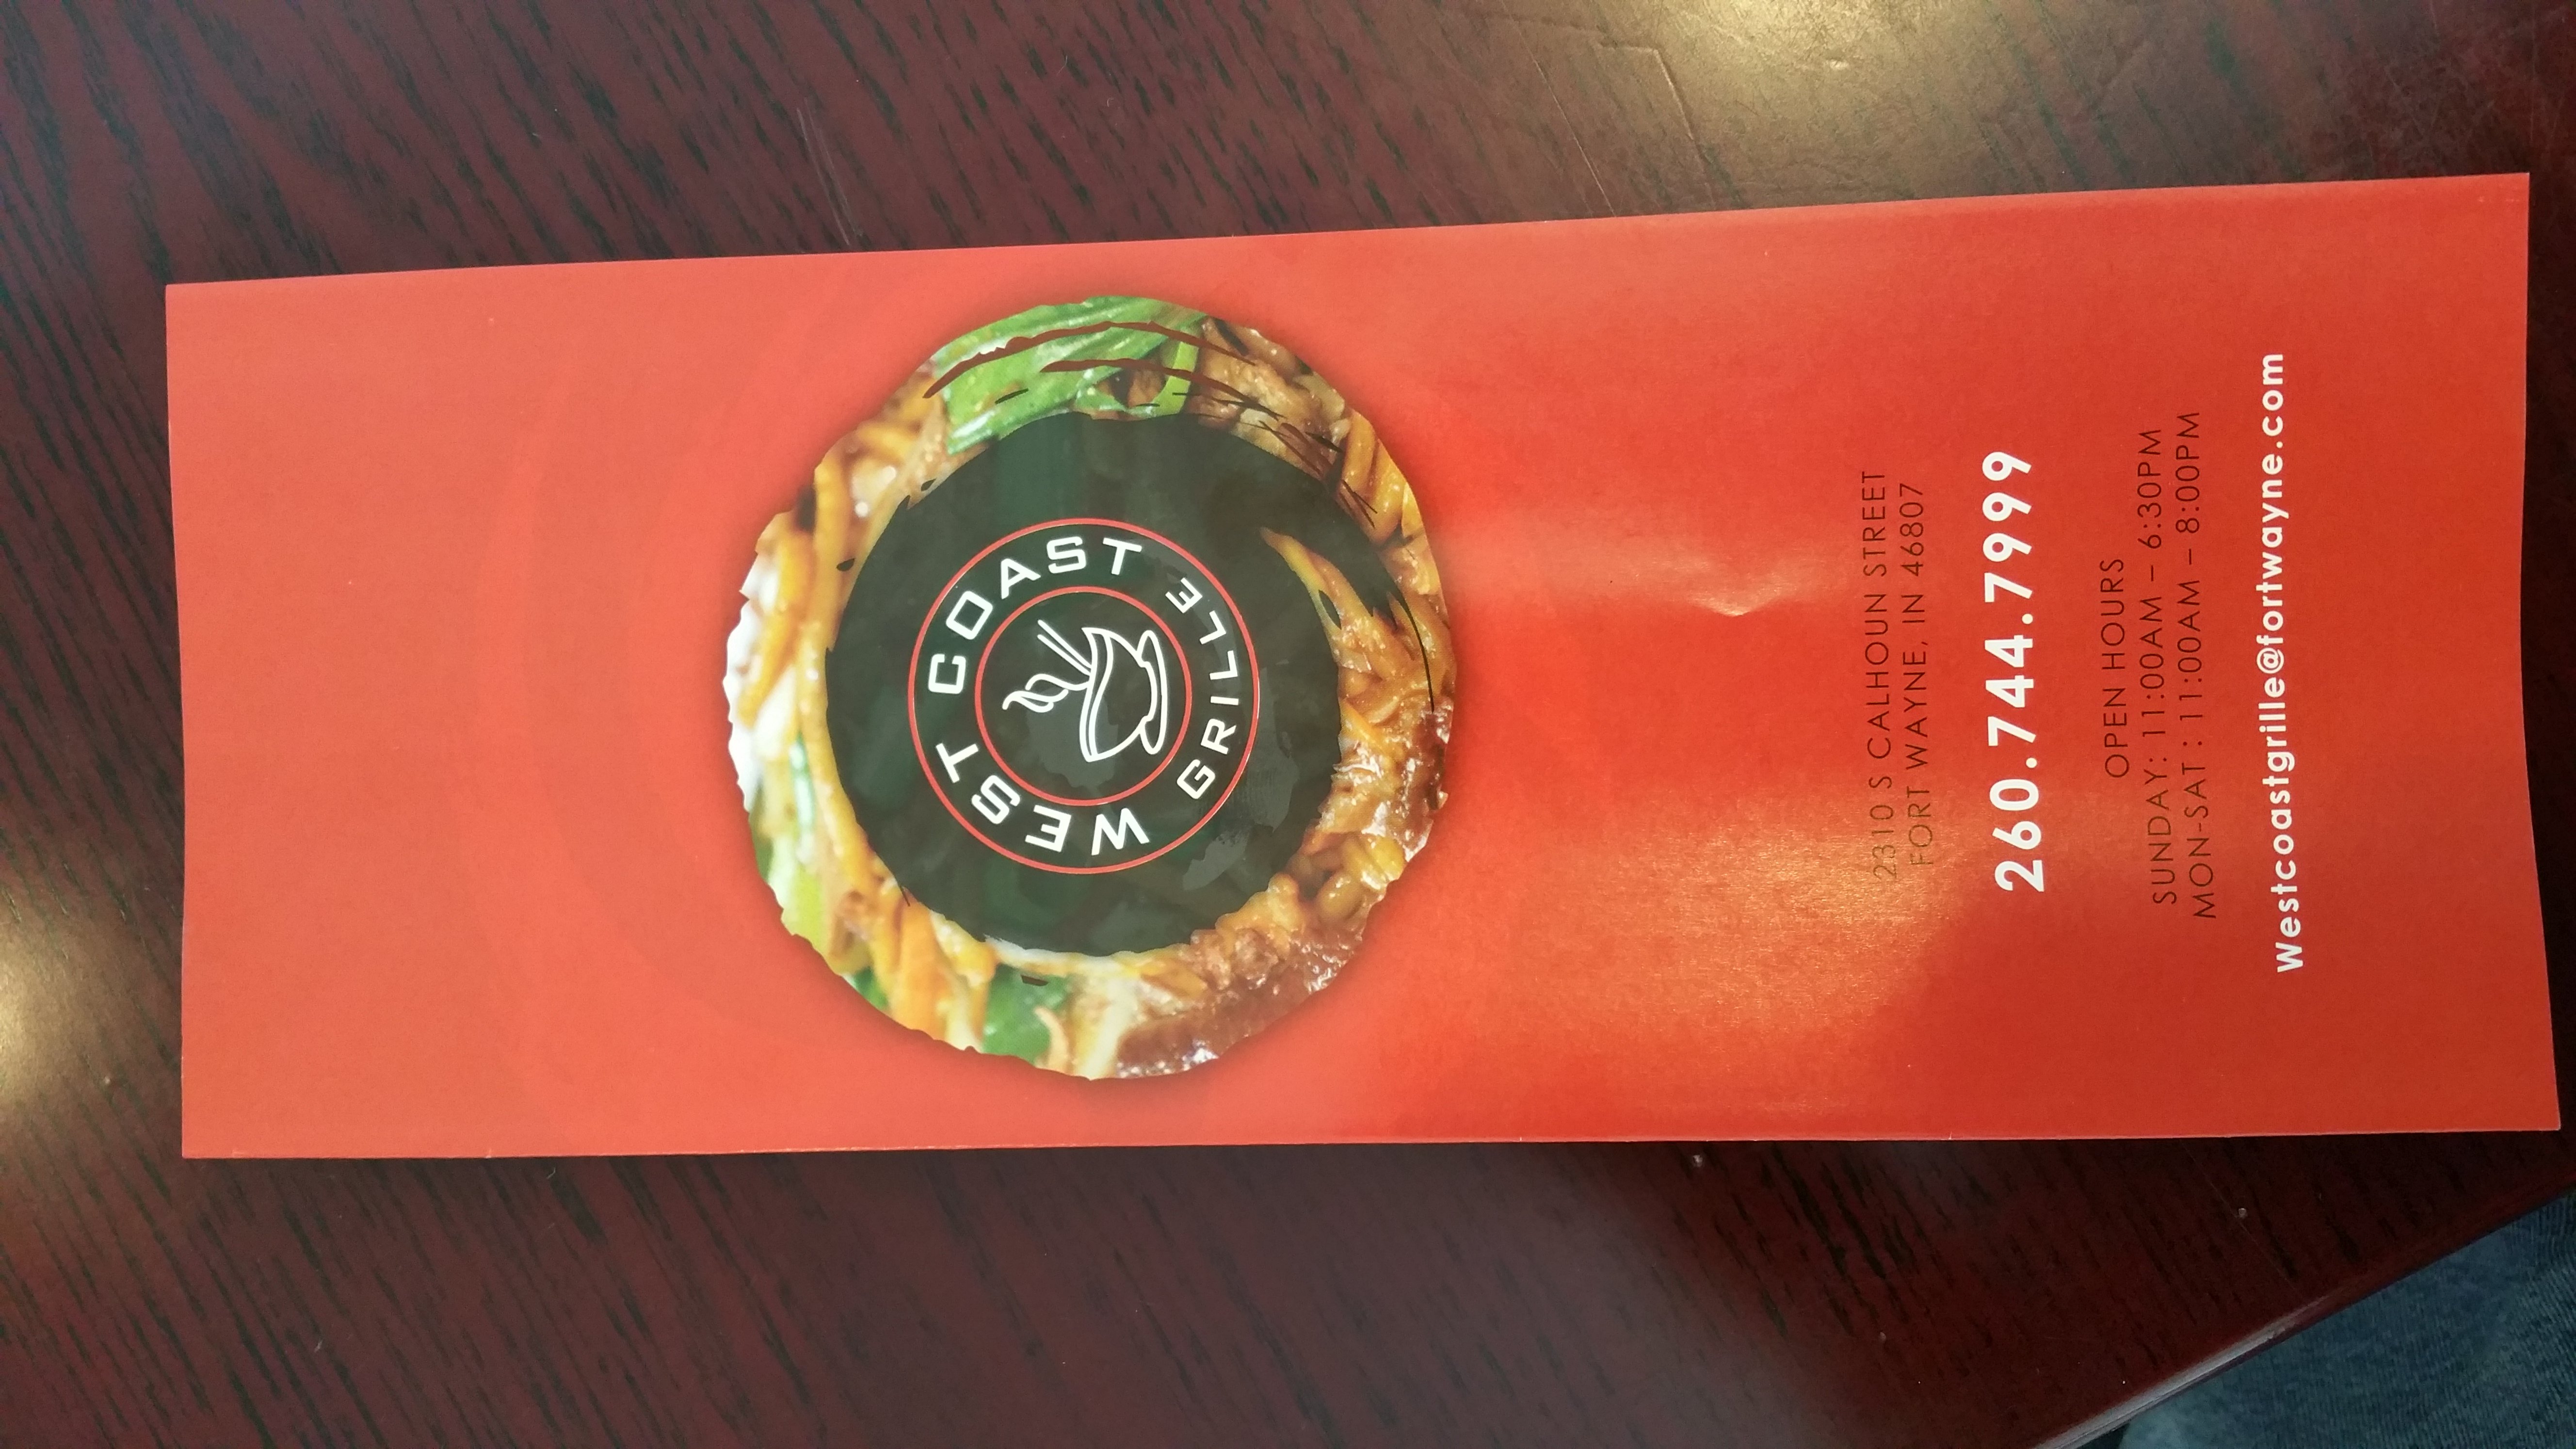 WEST COAST
GRILLE
2310 S CALHOUN STREET
FORT WAYNE, IN 46807
260.744.7999
OPEN HOURS
SUNDAY: 11:00AM – 6:30PM
MON-SAT : 11:00AM – 8:00PM
Westcoastgrille@fortwayne.com